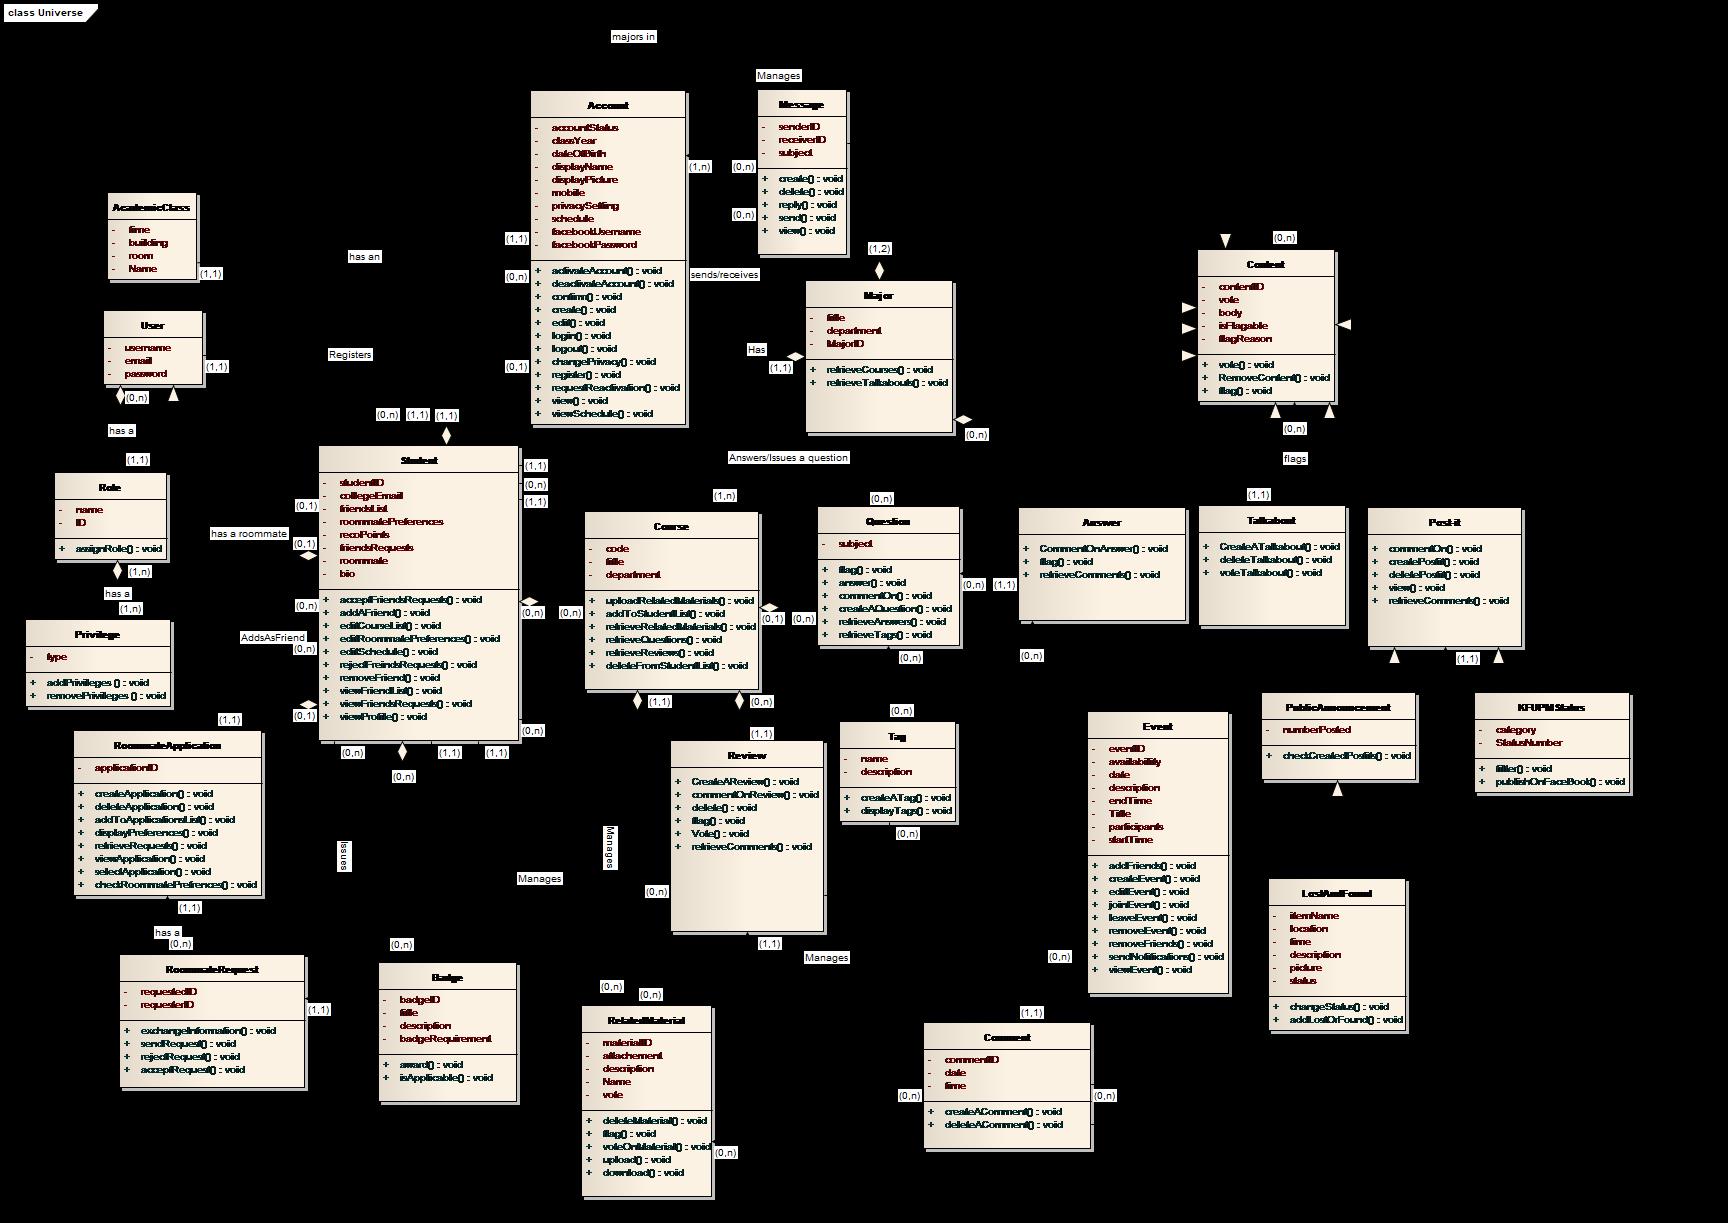 class Universe
majors in
Manages
Account
- accountStatus
- classYear
- dateOfBirth
- displayName
- displayPicture
- mobile
- privacySetting
- schedule
- facebookUsername
- facebookPassword
+ activateAccount() : void
+ deactivateAccount() : void
+ confirm() : void
+ create() : void
+ edit() : void
+ login() : void
+ logout() : void
+ changePrivacy() : void
+ register() : void
+ requestReactivation() : void
+ view() : void
+ viewSchedule() : void
(1,n)
(1,1)
(0,n)
(0,1)
sends/receives
Message
- senderID
- receiverID
- subject
+ create() : void
+ delete() : void
+ reply() : void
+ send() : void
+ view() : void
(0,n)
(0,n)
AcademicClass
- time
- building
- room
- Name
(1,1)
has an
User
- username
- email
- password
(1,1)
(0,n)
Registers
has a
(1,1)
Role
- name
- ID
+ assignRole() : void
(1,n)
has a
(1,n)
Privilege
- type
+ addPrivileges () : void
+ removePrivileges () : void
(1,2)
Major
- title
- department
- MajorID
+ retrieveCourses() : void
+ retrieveTalkabouts() : void
Has
(1,1)
(0,n)
(0,n)
Content
- contentID
- vote
- body
- isFlagable
- flagReason
+ vote() : void
+ RemoveContent() : void
+ flag() : void
(0,n)
flags
(0,n)
(1,1)
(1,1)
Student
- studentID
- collegeEmail
- friendsList
- roommatePreferences
- recoPoints
- friendsRequests
- roommate
- bio
+ acceptFriendsRequests() : void
+ addAFriend() : void
+ editCourseList() : void
+ editRoommatePreferences() : void
+ editSchedule() : void
+ rejectFreindsRequests() : void
+ removeFriend() : void
+ viewFriendList() : void
+ viewFriendsRequests() : void
+ viewProfile() : void
(1,1)
(0,n)
(1,1)
(0,1)
has a roommate
(0,1)
(0,n)
AddsAsFriend
(0,n)
(0,1)
(0,n)
(0,n)
(0,n)
(0,n)
(1,1)
(1,1)
Answers/Issues a question
(1,n)
Course
- code
- title
- department
+ uploadRelatedMaterials() : void
+ addToStudentList() : void
+ retrieveRelatedMaterials() : void
+ retrieveQuestions() : void
+ retrieveReviews() : void
+ deleteFromStudentList() : void
(0,n)
(0,1)
(1,1)
(0,n)
(0,n)
Question
- subject
+ flag() : void
+ answer() : void
+ commentOn() : void
+ createAQuestion() : void
+ retrieveAnswers() : void
+ retrieveTags() : void
(0,n)
(0,n)
(0,n)
Answer
+ CommentOnAnswer() : void
+ flag() : void
+ retrieveComments() : void
(1,1)
(0,n)
(1,1)
Talkabout
+ CreateATalkabout() : void
+ deleteTalkabout() : void
+ voteTalkabout() : void
Post-it
+ commentOn() : void
+ createPostit() : void
+ deletePostit() : void
+ view() : void
+ retrieveComments() : void
(1,1)
(1,1)
RoommateApplication
- applicationID
+ createApplication() : void
+ deleteApplication() : void
+ addToApplicationsList() : void
+ displayPreferences() : void
+ retrieveRequests() : void
+ viewApplication() : void
+ selectApplication() : void
+ checkRoommatePrefrences() : void
(1,1)
has a
(0,n)
RoommateRequest
- requestedID
- requesterID
+ exchangeInformation() : void
+ sendRequest() : void
+ rejectRequest() : void
+ acceptRequest() : void
(1,1)
Issues
Manages
Manages
(0,n)
Badge
- badgeID
- title
- description
- badgeRequirement
+ award() : void
+ isApplicable() : void
(1,1)
Review
+ CreateAReview() : void
+ commentOnReview() : void
+ delete() : void
+ flag() : void
+ Vote() : void
+ retrieveComments() : void
(0,n)
(1,1)
Manages
(0,n)
Tag
- name
- description
+ createATag() : void
+ displayTags() : void
(0,n)
(0,n)
(0,n)
RelatedMaterial
- materialID
- attachement
- description
- Name
- vote
+ deleteMaterial() : void
+ flag() : void
+ voteOnMaterial() : void
+ upload() : void
+ download() : void
(0,n)
Event
- eventID
- availability
- date
- description
- endTime
- Title
- participants
- startTime
+ addFriends() : void
+ createEvent() : void
+ editEvent() : void
+ joinEvent() : void
+ leaveEvent() : void
+ removeEvent() : void
+ removeFriends() : void
+ sendNotifications() : void
+ viewEvent() : void
(0,n)
PublicAnnouncement
- numberPosted
+ checkCreatedPostits() : void
KFUPMStatus
- category
- StatusNumber
+ filter() : void
+ publishOnFaceBook() : void
LostAndFound
- itemName
- location
- time
- description
- picture
- status
+ changeStatus() : void
+ addLostOrFound() : void
(1,1)
Comment
- commentID
- date
- time
+ createAComment() : void
+ deleteAComment() : void
(0,n)
(0,n)